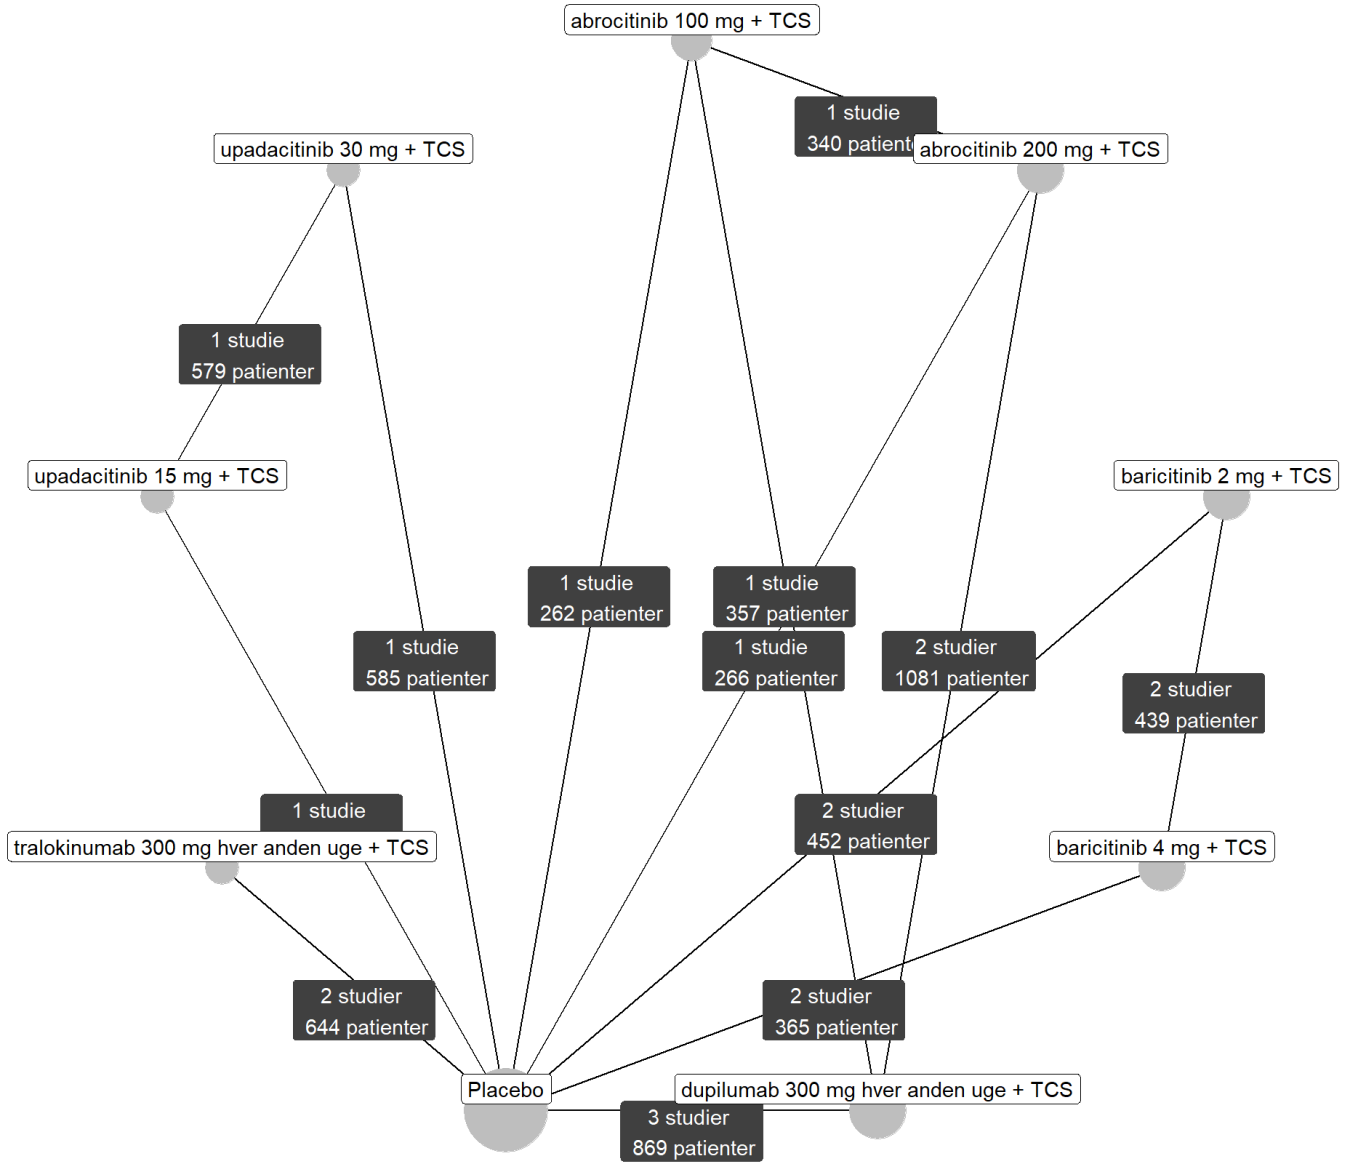 abrocitinib 100 mg + TCS
1 studie
340
upadacitinib 30 mg + TCS
abrocitinib 200 mg + TCS
1 studie
579 patienter
upadacitinib 15 mg + TCS
baricitinib 2 mg + TCS
1 studie
262 patienter
1 studie
357 patienter
1 studie
585 patienter
1 studie
266 patienter
2 studier
1081 patienter
2 studier
439 patienter
1 studie
2 studier
452 patienter
tralokinumab 300 mg hver anden uge + TCS
baricitinib 4 mg + TCS
2 studier
644 patienter
2 studier
365 patienter
Placebo
dupilumab 300 mg hver anden uge + TCS
3 studier
869 patienter